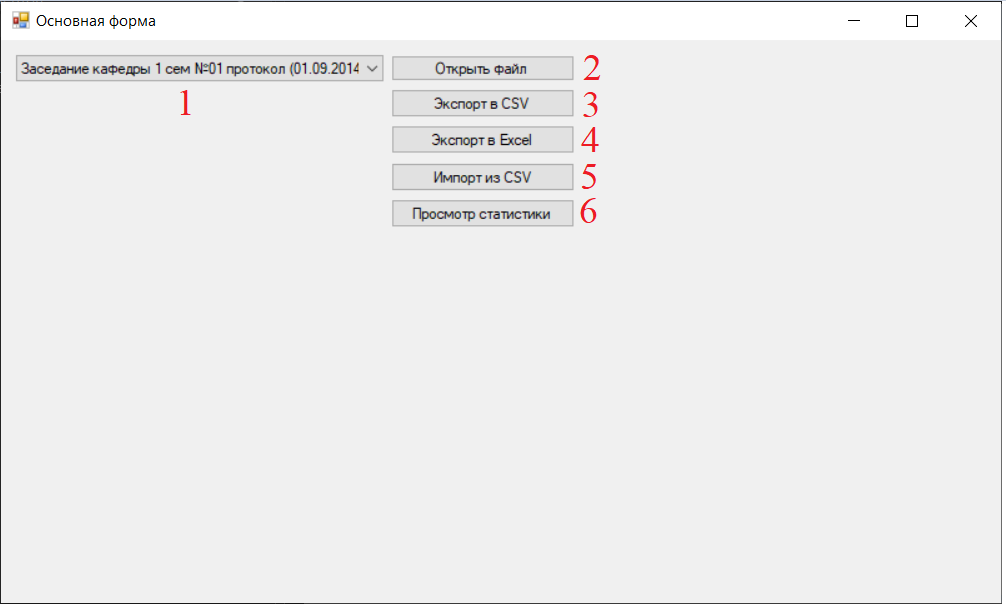 Основная форма
Заседание кафедры 1 сем №01 протокол (01.09.2014
1
Открыть файл 2
Экспорт в CSV 3
Экспорт в Excel 4
Импорт из CSV 5
Просмотр статистики 6